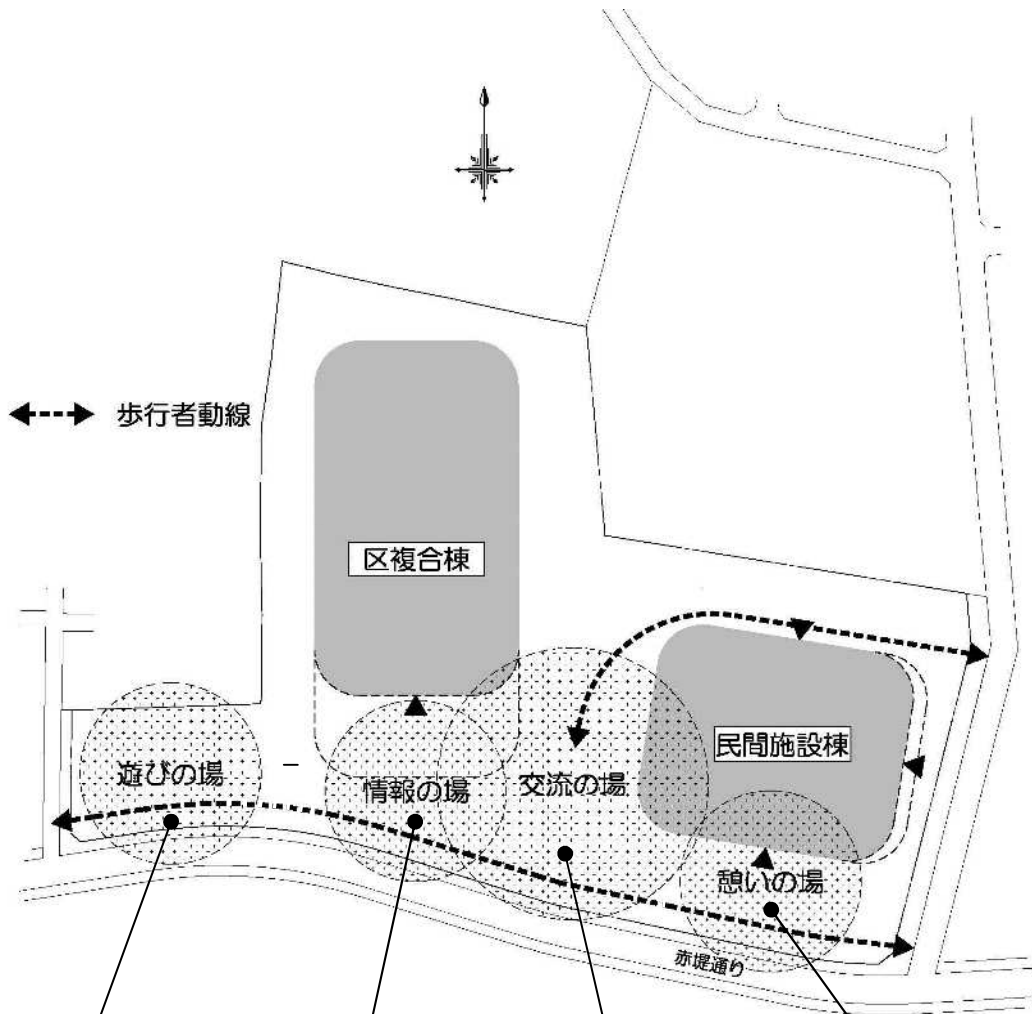 歩行者動線
区複合棟
民間施設棟
遊びの場
情報の場
交流の場
憩いの場
赤堤通り